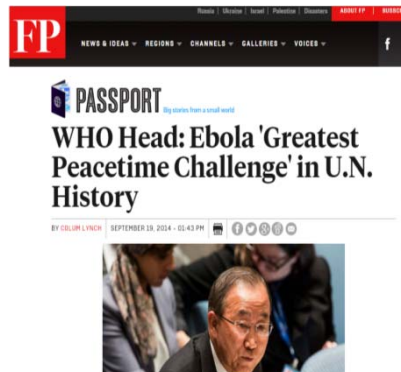 Russia | Ukraine | Israel | Palestine | Disasters ABOUT FP |
FP NEWS & IDEAS REGIONS CHANNELS GALLERIES VOICES f
PASSPORT Big stories from a small world
WHO Head: Ebola 'Greatest
Peacetime Challenge' in U.N.
History
BY COLUM LYNCH SEPTEMBER 19, 2014 - 01:43 PM